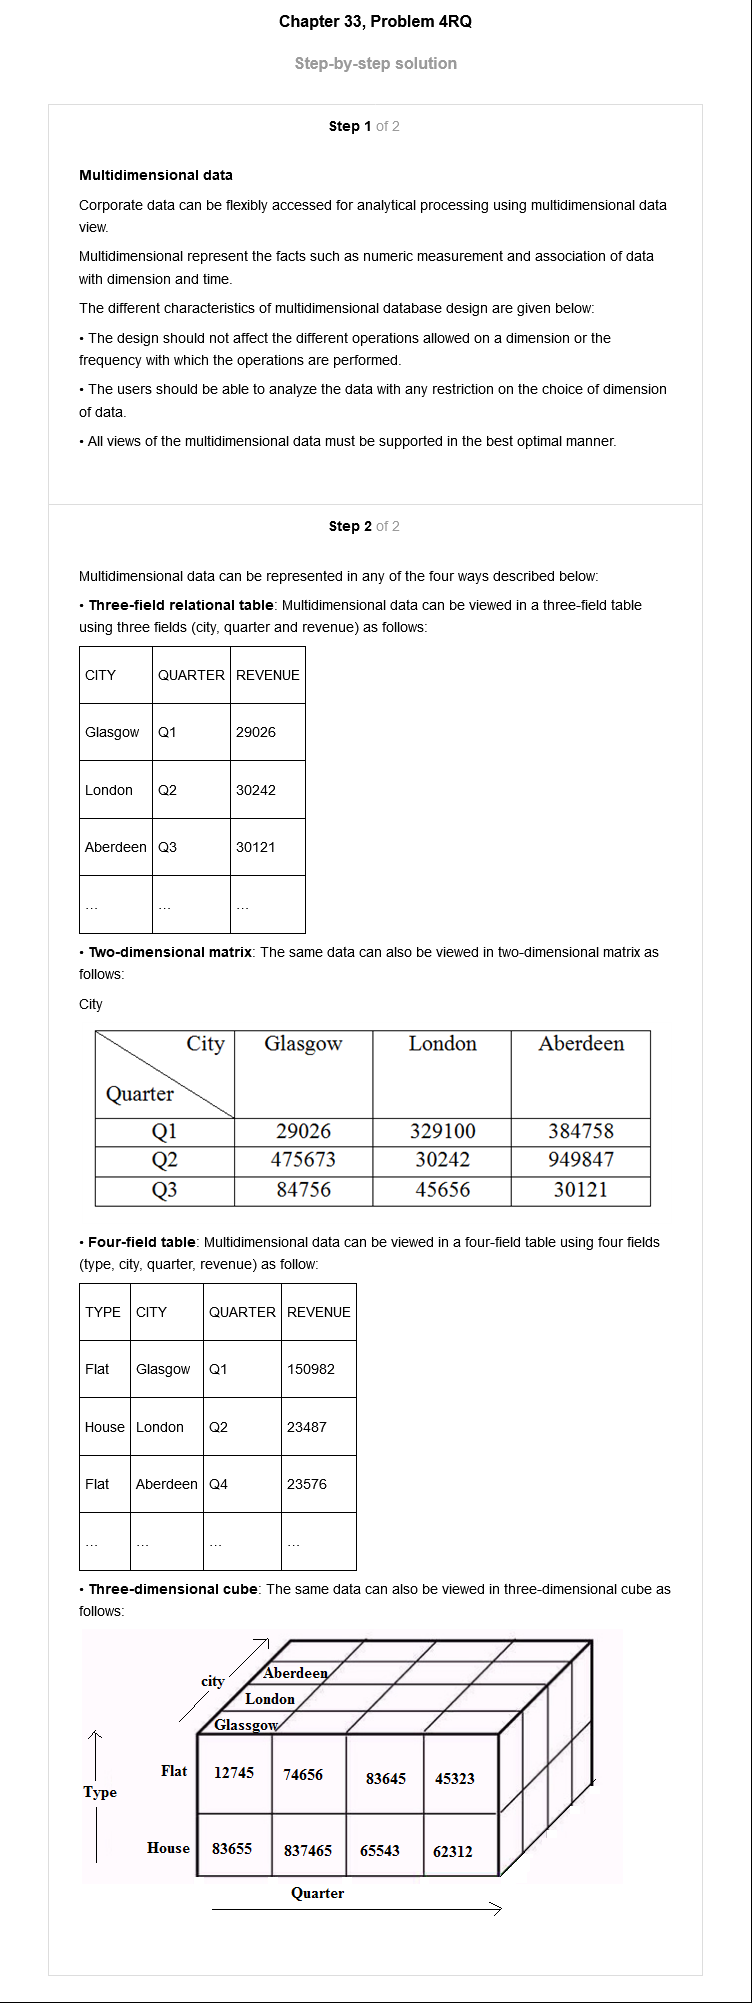 Chapter 33, Problem 4RQ
Step-by-step solution
Step 1 of 2
Multidimensional data
Corporate data can be flexibly accessed for analytical processing using multidimensional data
view.
Multidimensional represent the facts such as numeric measurement and association of data
with dimension and time.
The different characteristics of multidimensional database design are given below:
• The design should not affect the different operations allowed on a dimension or the
frequency with which the operations are performed.
• The users should be able to analyze the data with any restriction on the choice of dimension
of data.
• All views of the multidimensional data must be supported in the best optimal manner.
Step 2 of 2
Multidimensional data can be represented in any of the four ways described below:
• Three-field relational table: Multidimensional data can be viewed in a three-field table
using three fields (city, quarter and revenue) as follows:
CITY QUARTER REVENUE
Glasgow Q1 29026
London Q2 30242
Aberdeen Q3 30121
... ... ...
• Two-dimensional matrix: The same data can also be viewed in two-dimensional matrix as
follows:
City
City Glasgow London Aberdeen
Quarter
Q1 29026 329100 384758
Q2 475673 30242 949847
Q3 84756 45656 30121
• Four-field table: Multidimensional data can be viewed in a four-field table using four fields
(type, city, quarter, revenue) as follow:
TYPE CITY QUARTER REVENUE
Flat Glasgow Q1 150982
House London Q2 23487
Flat Aberdeen Q4 23576
... ... ... ...
• Three-dimensional cube: The same data can also be viewed in three-dimensional cube as
follows:
Aberdeen
city
London
Glassgow
Flat 12745 74656 83645 45323
Type
House 83655 837465 65543 62312
Quarter